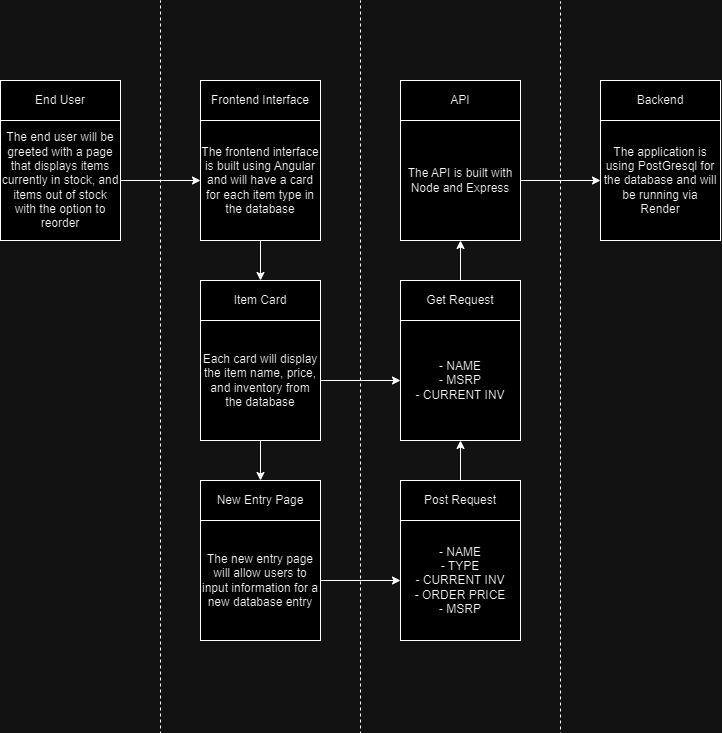 End User
The end user will be
greeted with a page
that displays items
currently in stock, and
items out of stock
with the option to
reorder
Frontend Interface
The frontend interface
is built using Angular
and will have a card
for each item type in
the database
API
The API is built with
Node and Express
Backend
The application is
using PostGresql for
the database and will
be running via
Render
Item Card
Each card will display
the item name, price,
and inventory from
the database
Get Request
- NAME
- MSRP
- CURRENT INV
New Entry Page
The new entry page
will allow users to
input information for a
new database entry
Post Request
- NAME
- TYPE
- CURRENT INV
- ORDER PRICE
- MSRP